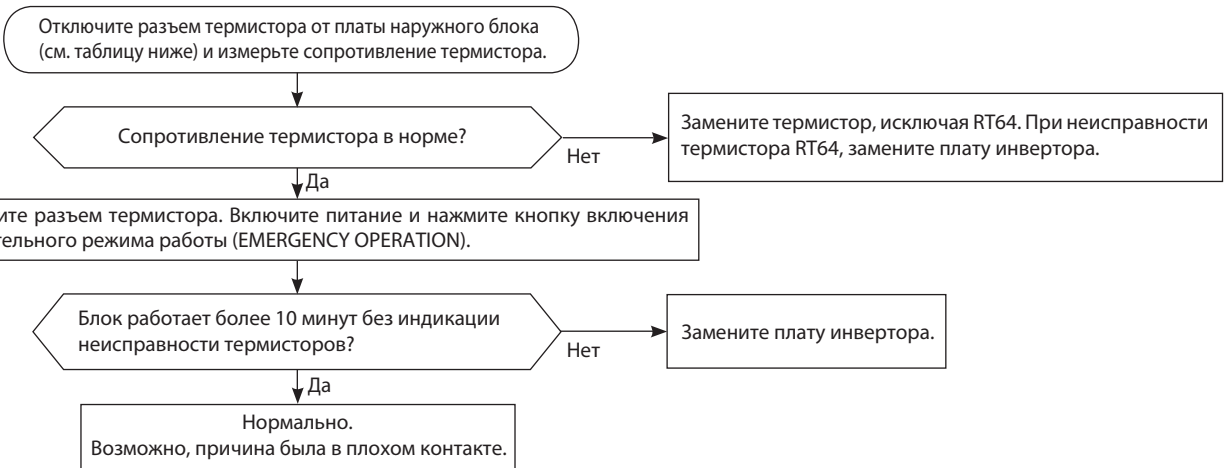 Отключите разъем термистора от платы наружного блока
(см. таблицу ниже) и измерьте сопротивление термистора.
Сопротивление термистора в норме?
Нет
Замените термистор, исключая RT64. При неисправности
термистора RT64, замените плату инвертора.
Да
ите разъем термистора. Включите питание и нажмите кнопку включения
тельного режима работы (EMERGENCY OPERATION).
Блок работает более 10 минут без индикации
неисправности термисторов?
Нет
Замените плату инвертора.
Да
Нормально.
Возможно, причина была в плохом контакте.